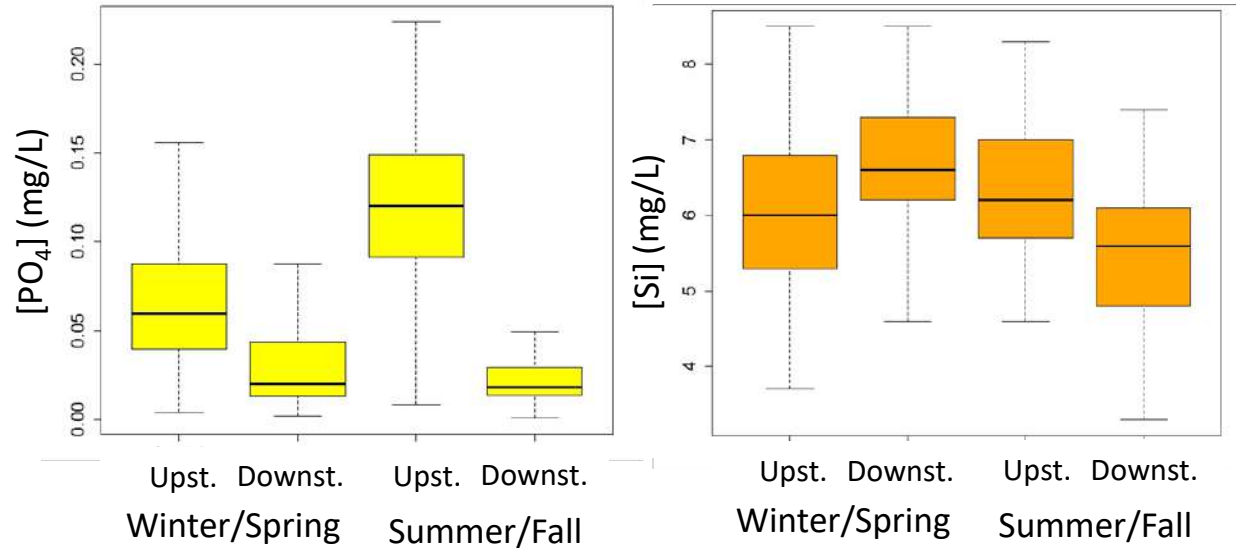 [PO4] (mg/L)
0.20
0.15
0.10
0.05
0.00
Upst. Downst. Upst. Downst.
Winter/Spring Summer/Fall
[Si] (mg/L)
8
7
6
5
4
Upst. Downst. Upst. Downst.
Winter/Spring Summer/Fall